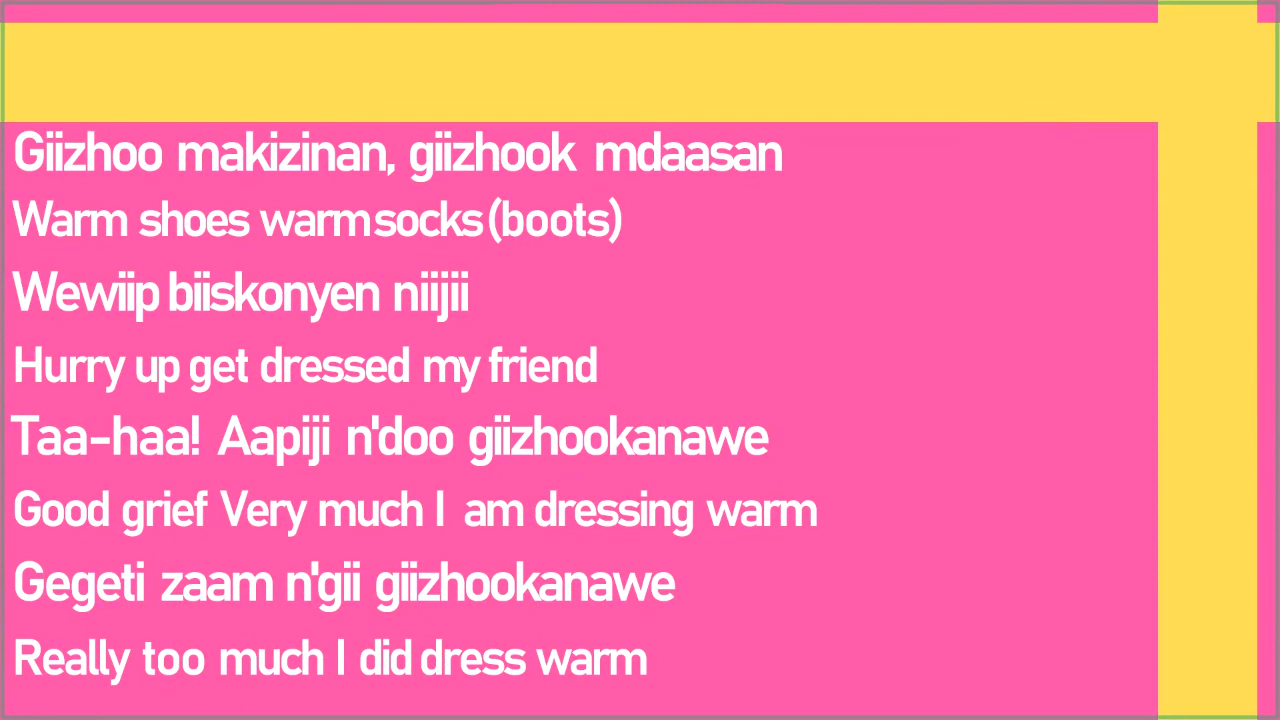 Giizhoo makizinan, giizhook mdaasan
Warm shoes warm socks (boots)
Wewiip biiskonyen niijii
Hurry up get dressed my friend
Taa-haa! Aapiji n'doo giizhookanawe
Good grief Very much I am dressing warm
Gegeti zaam n'gii giizhookanawe
Really too much I did dress warm